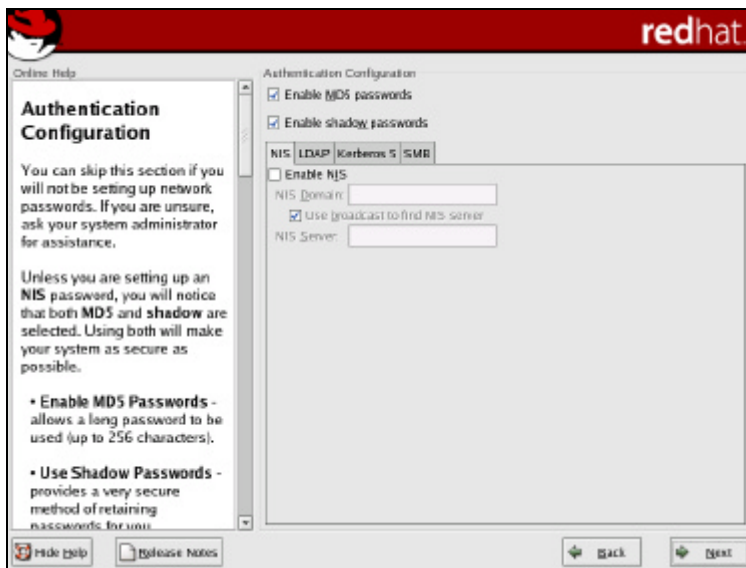 redhat.
Online Help
Authentication
Configuration
You can skip this section if you
will not be setting up network
passwords. If you are unsure,
ask your system administrator
for assistance.
Unless you are setting up an
NIS password, you will notice
that both MD5 and shadow are
selected. Using both will make
your system as secure as
possible.
• Enable MD5 Passwords -
allows a long password to be
used (up to 256 characters).
• Use Shadow Passwords -
provides a very secure
method of retaining
passwords for you
Authentication Configuration
Enable MD5 passwords
Enable shadow passwords
NIS LDAP Kerberos 5 SMB
Enable NIS
NIS Domain:
Use broadcast to find NIS server
NIS Server:
Hide Help
Release Notes
Back
Next